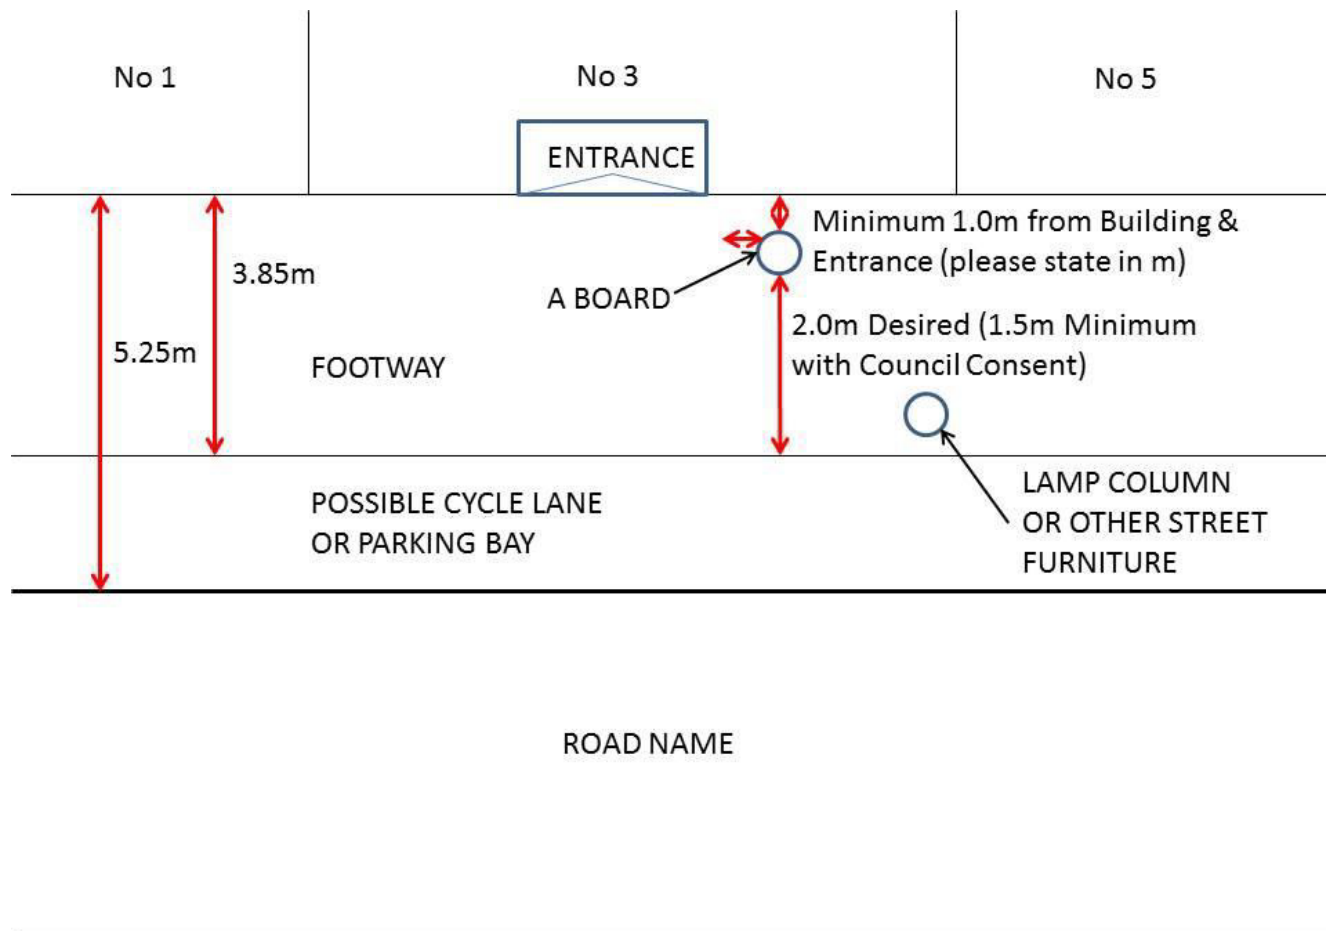 No 1
No 3
No 5
ENTRANCE
Minimum 1.0m from Building &
Entrance (please state in m)
3.85m
A BOARD
2.0m Desired (1.5m Minimum
with Council Consent)
5.25m
FOOTWAY
LAMP COLUMN
OR OTHER STREET
FURNITURE
POSSIBLE CYCLE LANE
OR PARKING BAY
ROAD NAME